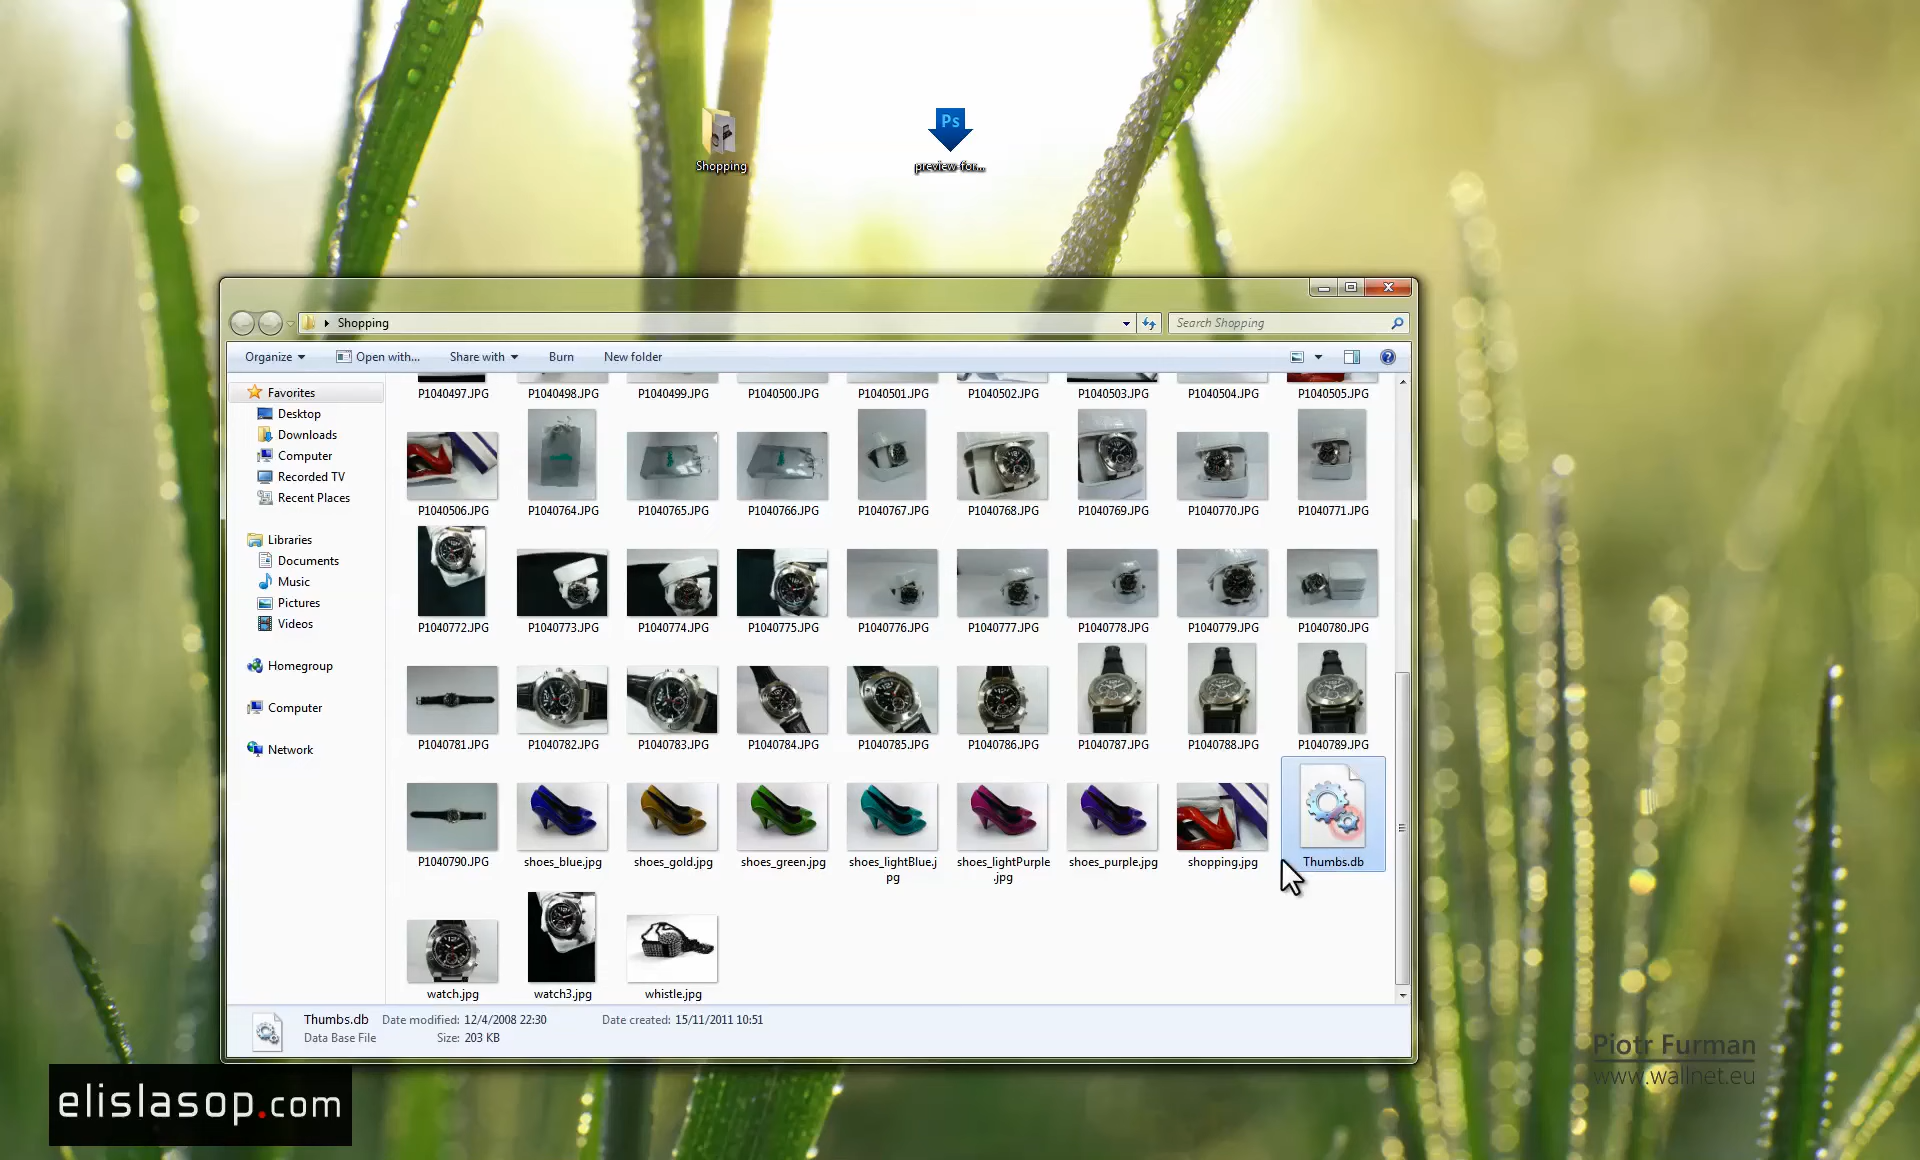 Ps
Shopping
preview-for...
Shopping
Search Shopping
Organize
Open with...
Share with
Burn
New folder
Favorites
Desktop
Downloads
Computer
Recorded TV
Recent Places
Libraries
Documents
Music
Pictures
Videos
Homegroup
Computer
Network
P1040497.JPG P1040498.JPG P1040499.JPG P1040500.JPG P1040501.JPG P1040502.JPG P1040503.JPG P1040504.JPG P1040505.JPG
P1040506.JPG P1040764.JPG P1040765.JPG P1040766.JPG P1040767.JPG P1040768.JPG P1040769.JPG P1040770.JPG P1040771.JPG
P1040772.JPG P1040773.JPG P1040774.JPG P1040775.JPG P1040776.JPG P1040777.JPG P1040778.JPG P1040779.JPG P1040780.JPG
P1040781.JPG P1040782.JPG P1040783.JPG P1040784.JPG P1040785.JPG P1040786.JPG P1040787.JPG P1040788.JPG P1040789.JPG
P1040790.JPG shoes_blue.jpg shoes_gold.jpg shoes_green.jpg shoes_lightBlue.j shoes_lightPurple shoes_purple.jpg shopping.jpg Thumbs.db
pg .jpg
watch.jpg watch3.jpg whistle.jpg
Thumbs.db Date modified: 12/4/2008 22:30 Date created: 15/11/2011 10:51
Data Base File Size: 203 KB
Piotr Furman
www.wallnet.eu
elislasop.com